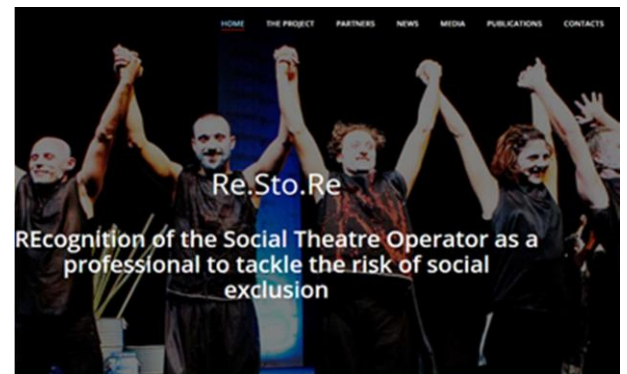 HOME THE PROJECT PARTNERS NEWS MEDIA PUBLICATIONS CONTACTS
Re.Sto.Re
REcognition of the Social Theatre Operator as a
professional to tackle the risk of social
exclusion